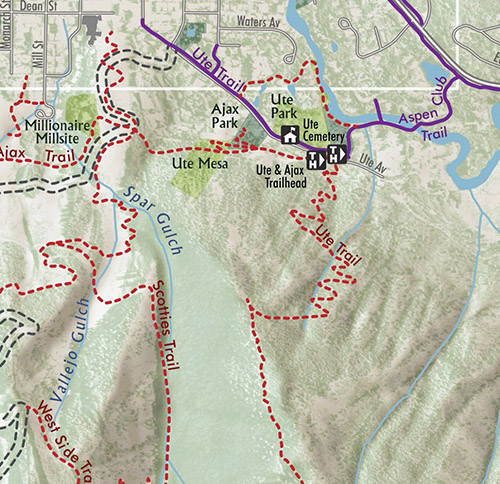 Dean St
Monarch St
Waters Av
Mill St
Ute Trail
Aspen Club
Trail
Ute
Park
Ajax
Park
Ute
Cemetery
Millionaire
Millsite
Ajax Trail
Ute Mesa
T
H
T
H
Ute Av
Ute & Ajax
Trailhead
Spar Gulch
Ute Trail
Scotties Trail
Vallejo Gulch
West Side Tra